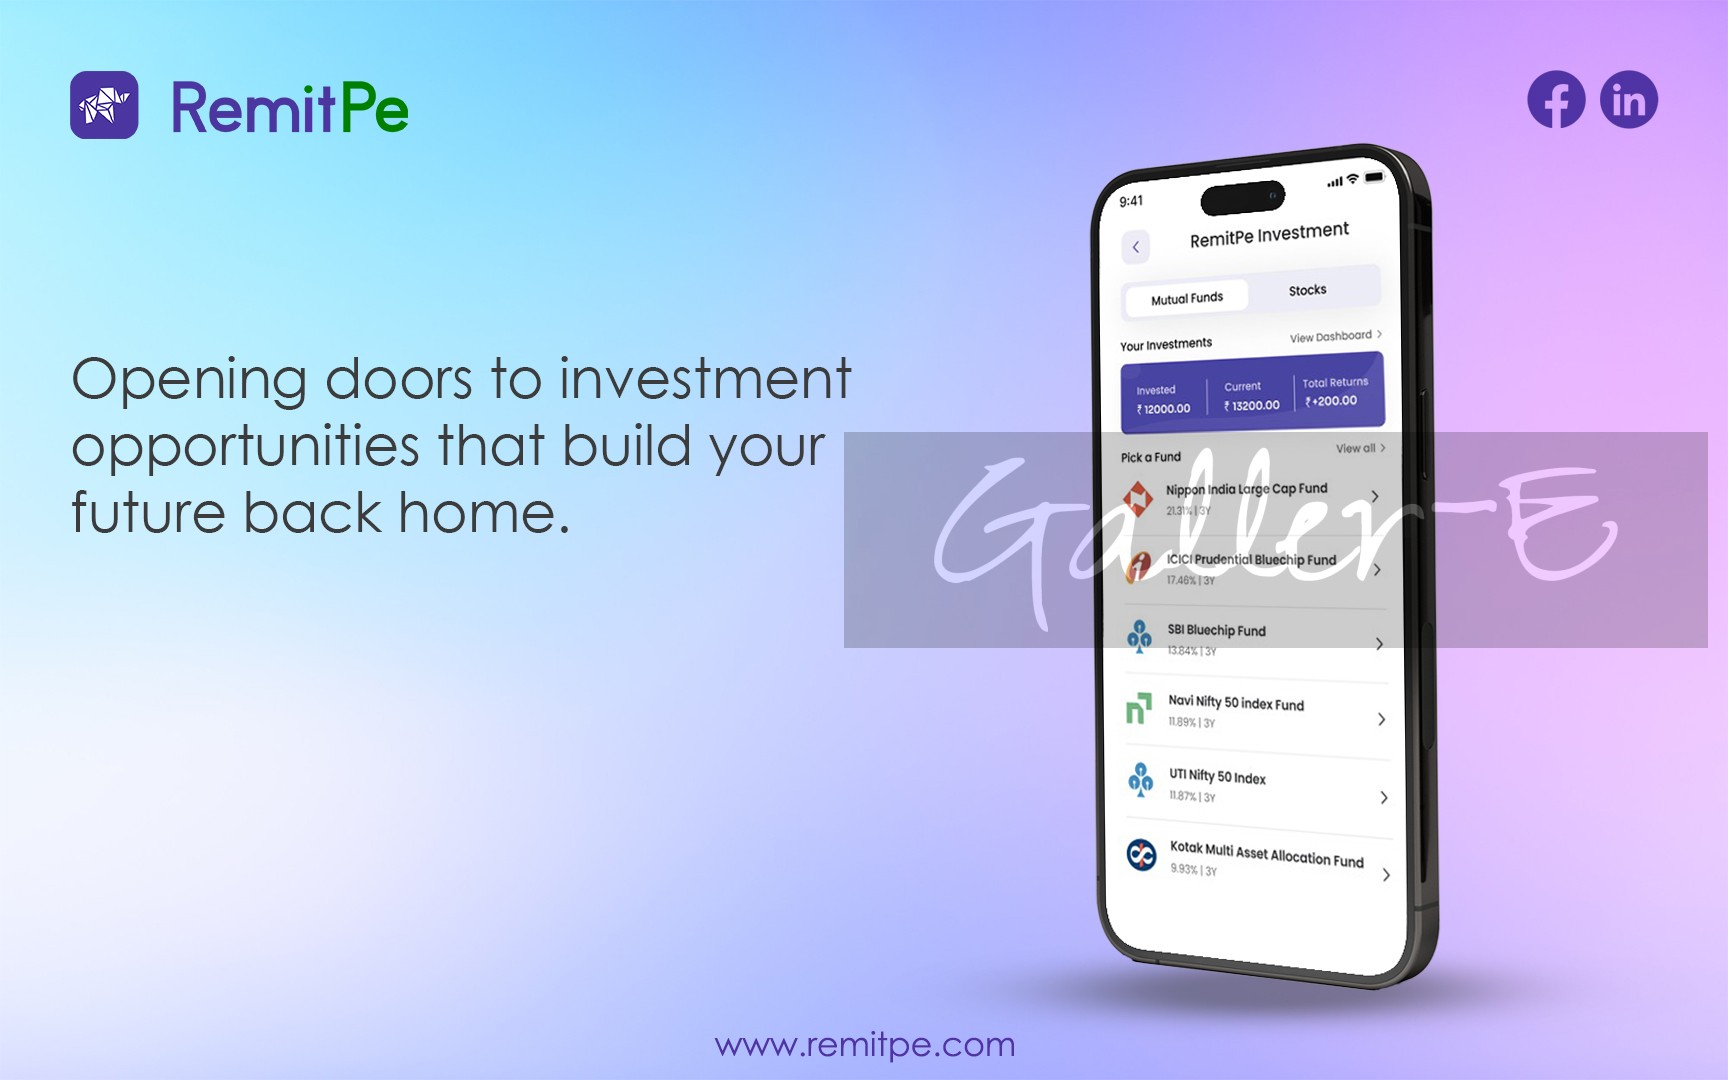 RemitPe
Opening doors to investment
opportunities that build your
future back home.
9:41
RemitPe Investment
Mutual Funds
Stocks
Your Investments
View Dashboard
Invested
₹ 12000.00
Current
₹ 13200.00
Total Returns
₹+200.00
Pick a Fund
View all
Nippon India Large Cap Fund
21.31% | 3Y
ICICI Prudential Bluechip Fund
17.46% | 3Y
SBI Bluechip Fund
13.84% | 3Y
Navi Nifty 50 index Fund
11.89% | 3Y
UTI Nifty 50 Index
11.87% | 3Y
Kotak Multi Asset Allocation Fund
9.93% | 3Y
Galler-E
www.remitpe.com